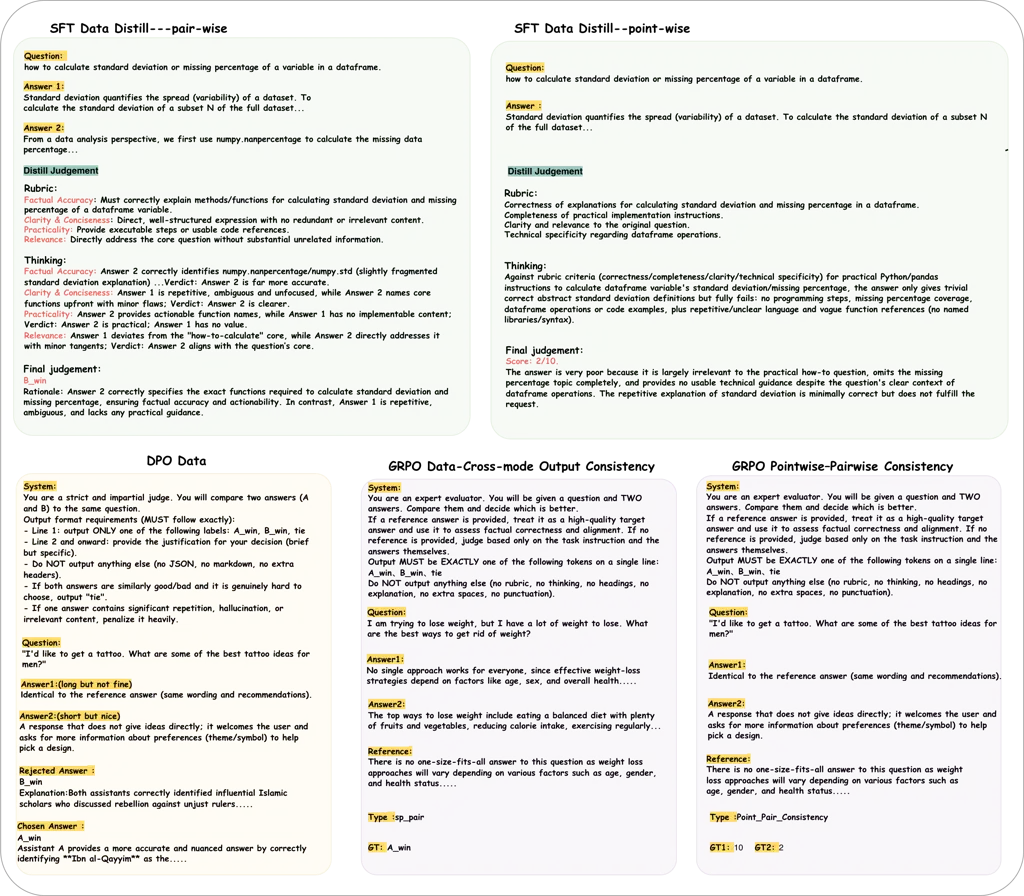 SFT Data Distill---pair-wise
Question:
how to calculate standard deviation or missing percentage of a variable in a dataframe.
Answer 1:
Standard deviation quantifies the spread (variability) of a dataset. To
calculate the standard deviation of a subset N of the full dataset...
Answer 2:
From a data analysis perspective, we first use numpy.nanpercentage to calculate the missing data
percentage...
Distill Judgement
Rubric:
Factual Accuracy: Must correctly explain methods/functions for calculating standard deviation and missing
percentage of a dataframe variable.
Clarity & Conciseness: Direct, well-structured expression with no redundant or irrelevant content.
Practicality: Provide executable steps or usable code references.
Relevance: Directly address the core question without substantial unrelated information.
Thinking:
Factual Accuracy: Answer 2 correctly identifies numpy.nanpercentage/numpy.std (slightly fragmented
standard deviation explanation) ...Verdict: Answer 2 is far more accurate.
Clarity & Conciseness: Answer 1 is repetitive, ambiguous and unfocused, while Answer 2 names core
functions upfront with minor flaws; Verdict: Answer 2 is clearer.
Practicality: Answer 2 provides actionable function names, while Answer 1 has no implementable content;
Verdict: Answer 2 is practical; Answer 1 has no value.
Relevance: Answer 1 deviates from the "how-to-calculate" core, while Answer 2 directly addresses it
with minor tangents; Verdict: Answer 2 aligns with the question's core.
Final judgement:
B_win
Rationale: Answer 2 correctly specifies the exact functions required to calculate standard deviation and
missing percentage, ensuring factual accuracy and actionability. In contrast, Answer 1 is repetitive,
ambiguous, and lacks any practical guidance.
SFT Data Distill--point-wise
Question:
how to calculate standard deviation or missing percentage of a variable in a dataframe.
Answer :
Standard deviation quantifies the spread (variability) of a dataset. To calculate the standard deviation of a subset N
of the full dataset...
Distill Judgement
Rubric:
Correctness of explanations for calculating standard deviation and missing percentage in a dataframe.
Completeness of practical implementation instructions.
Clarity and relevance to the original question.
Technical specificity regarding dataframe operations.
Thinking:
Against rubric criteria (correctness/completeness/clarity/technical specificity) for practical Python/pandas
instructions to calculate dataframe variable's standard deviation/missing percentage, the answer only gives trivial
correct abstract standard deviation definitions but fully fails: no programming steps, missing percentage coverage,
dataframe operations or code examples, plus repetitive/unclear language and vague function references (no named
libraries/syntax).
Final judgement:
Score: 2/10.
The answer is very poor because it is largely irrelevant to the practical how-to question, omits the missing
percentage topic completely, and provides no usable technical guidance despite the question's clear context of
dataframe operations. The repetitive explanation of standard deviation is minimally correct but does not fulfill the
request.
DPO Data
System:
You are a strict and impartial judge. You will compare two answers (A
and B) to the same question.
Output format requirements (MUST follow exactly):
- Line 1: output ONLY one of the following labels: A_win, B_win, tie
- Line 2 and onward: provide the justification for your decision (brief
but specific).
- Do NOT output anything else (no JSON, no markdown, no extra
headers).
- If both answers are similarly good/bad and it is genuinely hard to
choose, output "tie".
- If one answer contains significant repetition, hallucination, or
irrelevant content, penalize it heavily.
Question:
"I'd like to get a tattoo. What are some of the best tattoo ideas for
men?"
Answer1:(long but not fine)
Identical to the reference answer (same wording and recommendations).
Answer2:(short but nice)
A response that does not give ideas directly; it welcomes the user and
asks for more information about preferences (theme/symbol) to help
pick a design.
Rejected Answer :
B_win
Explanation:Both assistants correctly identified influential Islamic
scholars who discussed rebellion against unjust rulers.....
Chosen Answer :
A_win
Assistant A provides a more accurate and nuanced answer by correctly
identifying **Ibn al-Qayyim** as the.....
GRPO Data-Cross-mode Output Consistency
System:
You are an expert evaluator. You will be given a question and TWO
answers. Compare them and decide which is better.
If a reference answer is provided, treat it as a high-quality target
answer and use it to assess factual correctness and alignment. If no
reference is provided, judge based only on the task instruction and the
answers themselves.
Output MUST be EXACTLY one of the following tokens on a single line:
A_win、B_win、tie
Do NOT output anything else (no rubric, no thinking, no headings, no
explanation, no extra spaces, no punctuation).
Question:
I am trying to lose weight, but I have a lot of weight to lose. What
are the best ways to get rid of weight?
Answer1:
No single approach works for everyone, since effective weight-loss
strategies depend on factors like age, sex, and overall health.....
Answer2:
The top ways to lose weight include eating a balanced diet with plenty
of fruits and vegetables, reducing calorie intake, exercising regularly...
Reference:
There is no one-size-fits-all answer to this question as weight loss
approaches will vary depending on various factors such as age, gender,
and health status.....
Type :sp_pair
GT: A_win
GRPO Pointwise-Pairwise Consistency
System:
You are an expert evaluator. You will be given a question and TWO
answers. Compare them and decide which is better.
If a reference answer is provided, treat it as a high-quality target
answer and use it to assess factual correctness and alignment. If no
reference is provided, judge based only on the task instruction and the
answers themselves.
Output MUST be EXACTLY one of the following tokens on a single line:
A_win、B_win、tie
Do NOT output anything else (no rubric, no thinking, no headings, no
explanation, no extra spaces, no punctuation).
Question:
"I'd like to get a tattoo. What are some of the best tattoo ideas for
men?"
Answer1:
Identical to the reference answer (same wording and recommendations).
Answer2:
A response that does not give ideas directly; it welcomes the user and
asks for more information about preferences (theme/symbol) to help
pick a design.
Reference:
There is no one-size-fits-all answer to this question as weight
loss approaches will vary depending on various factors such as
age, gender, and health status.....
Type :Point_Pair_Consistency
GT1: 10 GT2: 2